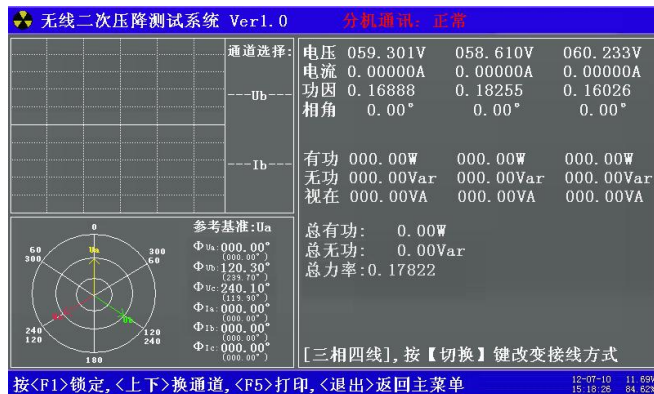 无线二次压降测试系统 Ver1.0 分机通讯: 正常
通道选择:
---Ub---
---Ib---
电压 059.301V 058.610V 060.233V
电流 0.00000A 0.00000A 0.00000A
功因 0.16888 0.18255 0.16026
相角 0.00° 0.00° 0.00°
有功 000.00W 000.00W 000.00W
无功 000.00Var 000.00Var 000.00Var
视在 000.00VA 000.00VA 000.00VA
总有功: 0.00W
总无功: 0.00Var
总力率:0.17822
[三相四线],按【切换】键改变接线方式
0
60 300
300 60
Ua
Ub
240 120
120 240
180
参考基准:Ua
ΦUa:000.00°
(000.00°)
ΦUb:120.30°
(239.70°)
ΦUc:240.10°
(119.90°)
ΦIa:000.00°
(000.00°)
ΦIb:000.00°
(000.00°)
ΦIc:000.00°
(000.00°)
按<F1>锁定,<上下>换通道,<F5>打印,<退出>返回主菜单
12-07-10 11.69%
15:18:26 84.62%